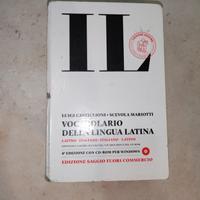 IL
LUIGI CASTIGLIONI · SCEVOLA MARIOTTI
VOCABOLARIO
DELLA LINGUA LATINA
LATINO · ITALIANO / ITALIANO · LATINO
4ª EDIZIONE CON CD-ROM PER WINDOWS
EDIZIONE SAGGIO FUORI COMMERCIO